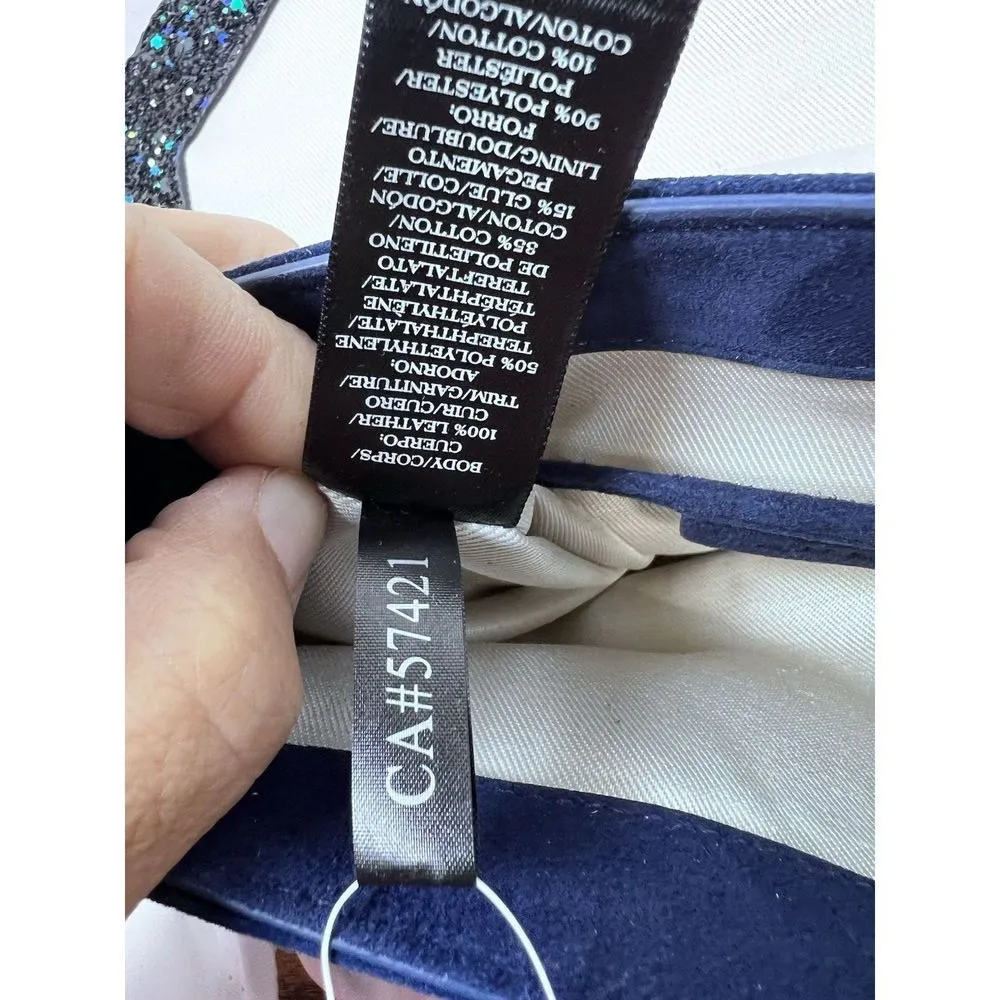 BODY/CORPS/
CUERPO:
100% LEATHER/
CUIR/CUERO
TRIM/GARNITURE/
ADORNO:
50% POLYETHYLENE
TEREPHTHALATE/
POLYETHYLÈNE
TÉRÉPHTALATE/
TEREFTALATO
DE POLIETILENO
35% COTTON/
COTON/ALGODÓN
15% GLUE/COLLE/
PEGAMENTO
LINING/DOUBLURE/
FORRO:
90% POLYESTER/
POLIÉSTER
10% COTTON/
COTON/ALGODÓN
CA#57421